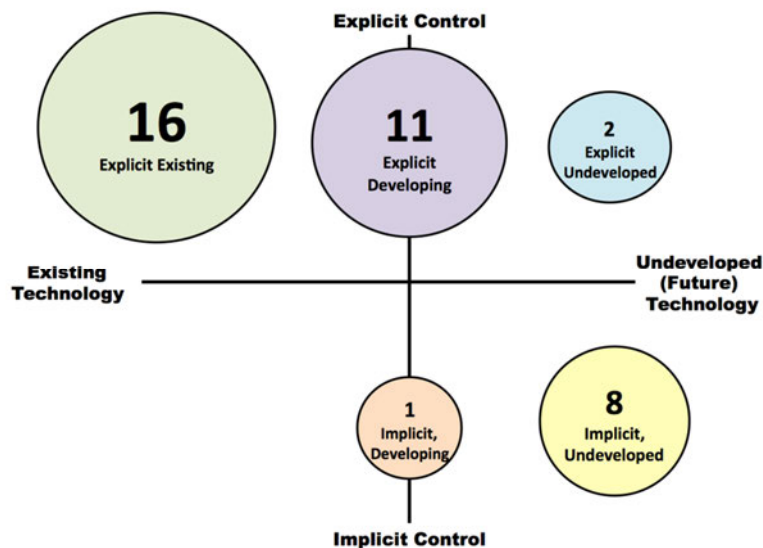 Explicit Control
16
Explicit Existing
11
Explicit
Developing
2
Explicit
Undeveloped
Existing
Technology
Undeveloped
(Future)
Technology
1
Implicit,
Developing
8
Implicit,
Undeveloped
Implicit Control